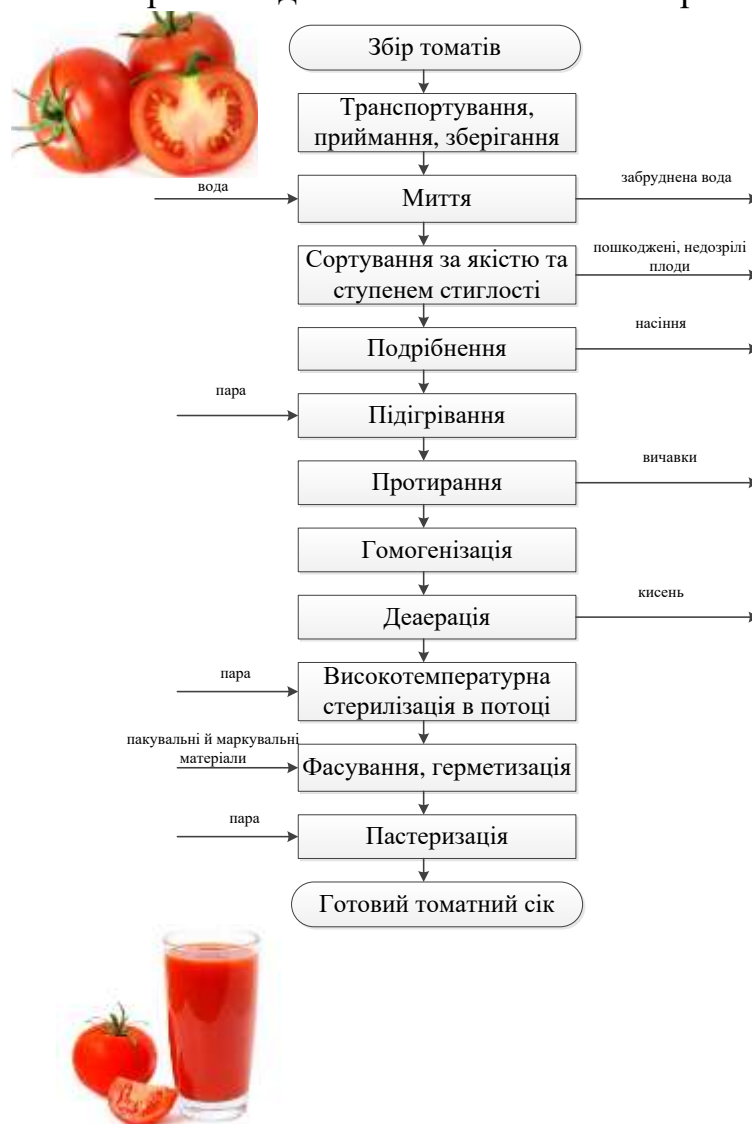 Збір томатів
Транспортування,
приймання, зберігання
вода
Миття
забруднена вода
Сортування за якістю та
ступенем стиглості
пошкоджені, недозрілі
плоди
Подрібнення
насіння
пара
Підігрівання
Протирання
вичавки
Гомогенізація
Деаерація
кисень
пара
Високотемпературна
стерилізація в потоці
пакувальні й маркувальні
матеріали
Фасування, герметизація
пара
Пастеризація
Готовий томатний сік